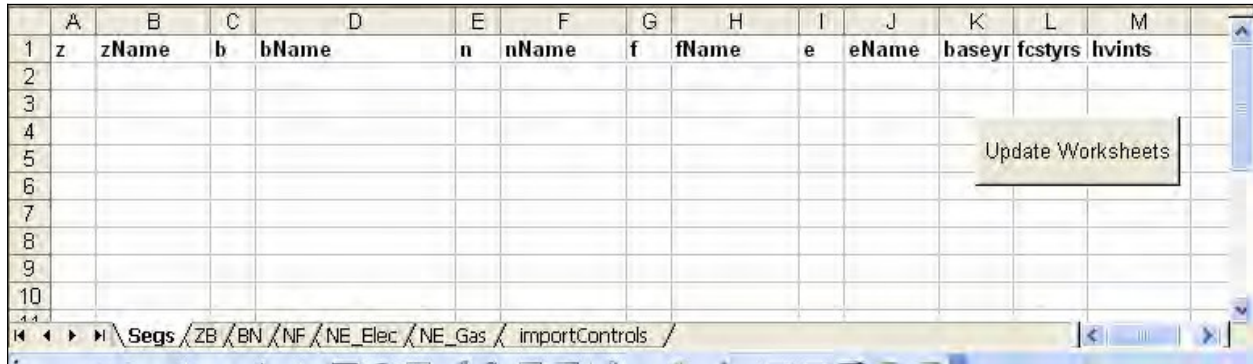 A B C D E F G H I J K L M
1 z zName b bName n nName f fName e eName baseyr fcstyrs hvints
2
3
4
5 Update Worksheets
6
7
8
9
10
Segs ZB BN NF NE_Elec NE_Gas importControls